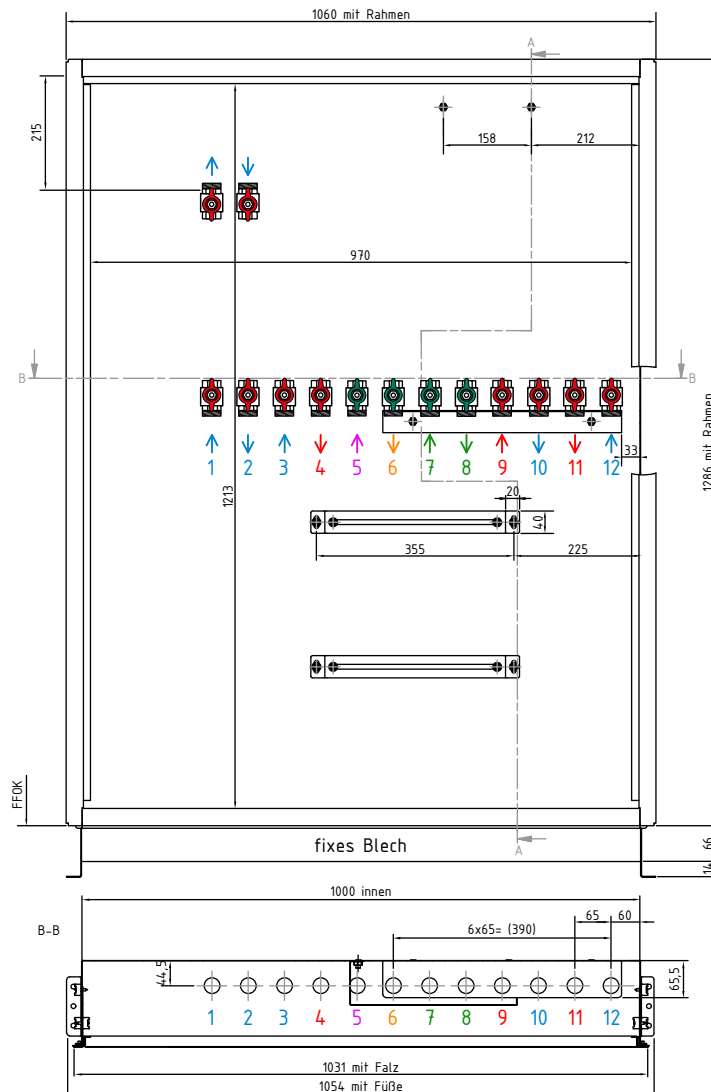 1060 mit Rahmen
A
215
158
212
970
B
B
1286 mit Rahmen
1 2 3 4 5 6 7 8 9 10 11 12
33
1213
20
40
355
225
FFOK
fixes Blech
A
66
14
1000 innen
B-B
6x65= (390)
65
60
44,5
65,5
1 2 3 4 5 6 7 8 9 10 11 12
1031 mit Falz
1054 mit Füße